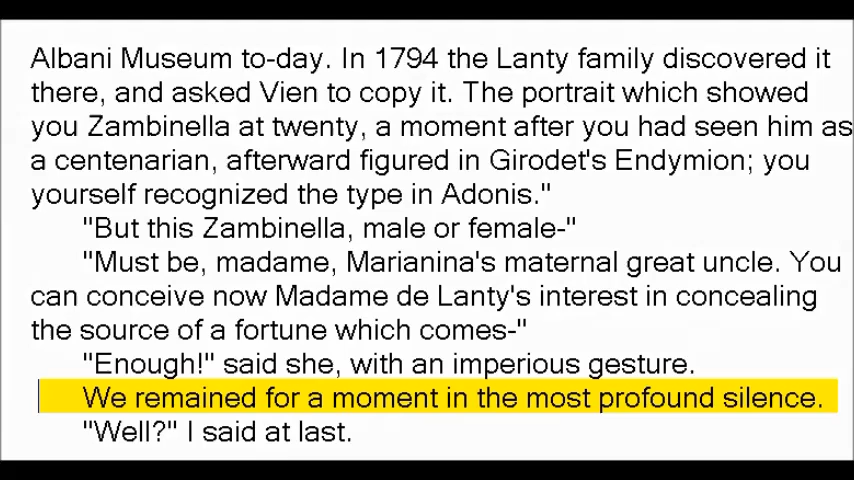 Albani Museum to-day. In 1794 the Lanty family discovered it
there, and asked Vien to copy it. The portrait which showed
you Zambinella at twenty, a moment after you had seen him as
a centenarian, afterward figured in Girodet's Endymion; you
yourself recognized the type in Adonis."
"But this Zambinella, male or female-"
"Must be, madame, Marianina's maternal great uncle. You
can conceive now Madame de Lanty's interest in concealing
the source of a fortune which comes-"
"Enough!" said she, with an imperious gesture.
We remained for a moment in the most profound silence.
"Well?" I said at last.